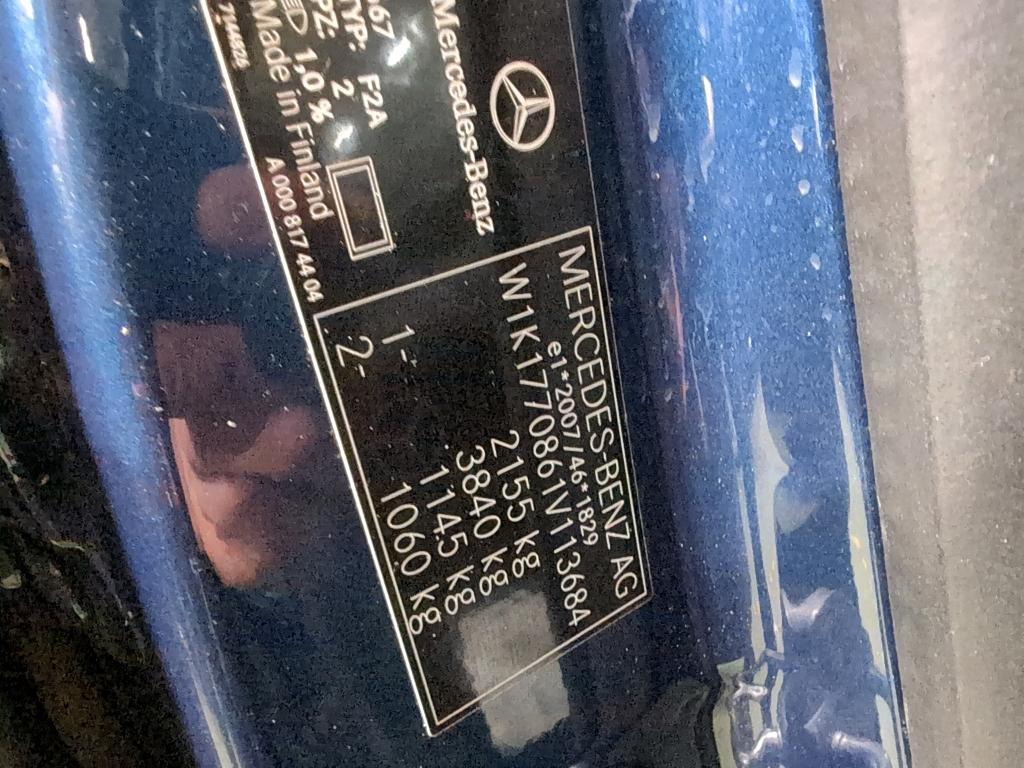 Mercedes-Benz
MERCEDES-BENZ AG
e1*2007/46*1829
W1K1770861V113684
2155 kg
3840 kg
1- 1145 kg
2- 1060 kg
667
TYP: F2A
PZ: 2
1,0 %
Made in Finland
A 000 817 44 04